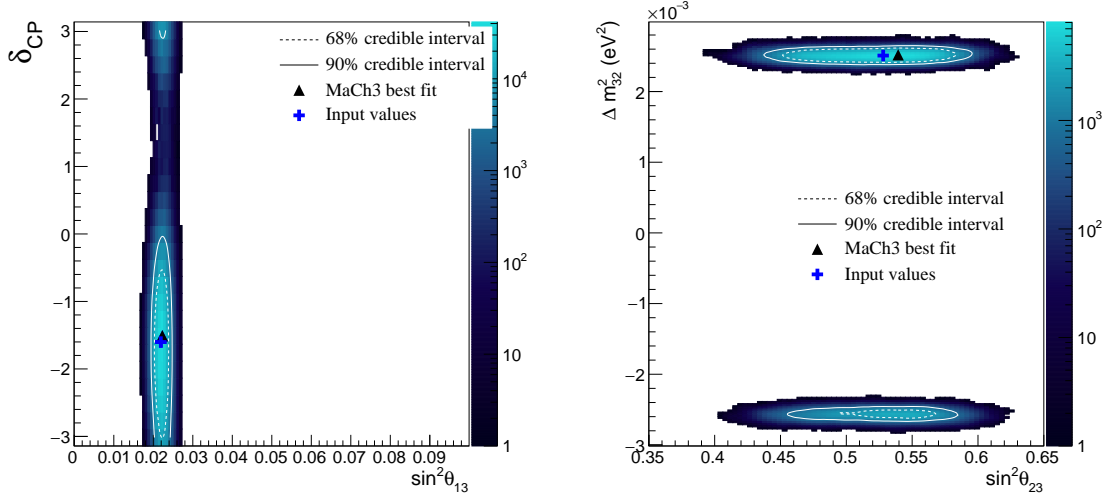 δCP
3
2
1
0
−1
−2
−3
0 0.01 0.02 0.03 0.04 0.05 0.06 0.07 0.08 0.09
sin²θ13
68% credible interval
90% credible interval
MaCh3 best fit
Input values
10⁴
10³
10²
10
1
×10⁻³
Δ m²32 (eV²)
2
0
−2
−3
0.35 0.4 0.45 0.5 0.55 0.6 0.65
sin²θ23
68% credible interval
90% credible interval
MaCh3 best fit
Input values
10³
10²
10
1